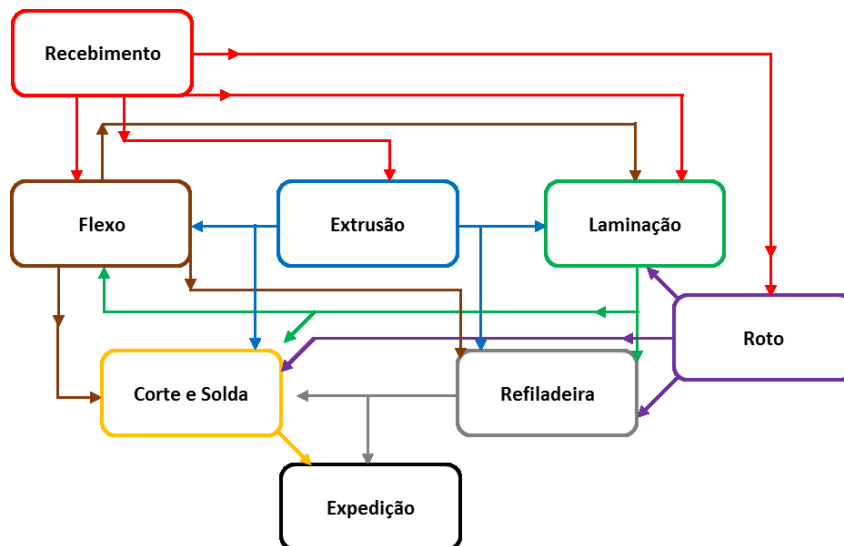 Recebimento
Flexo
Extrusão
Laminação
Roto
Corte e Solda
Refiladeira
Expedição